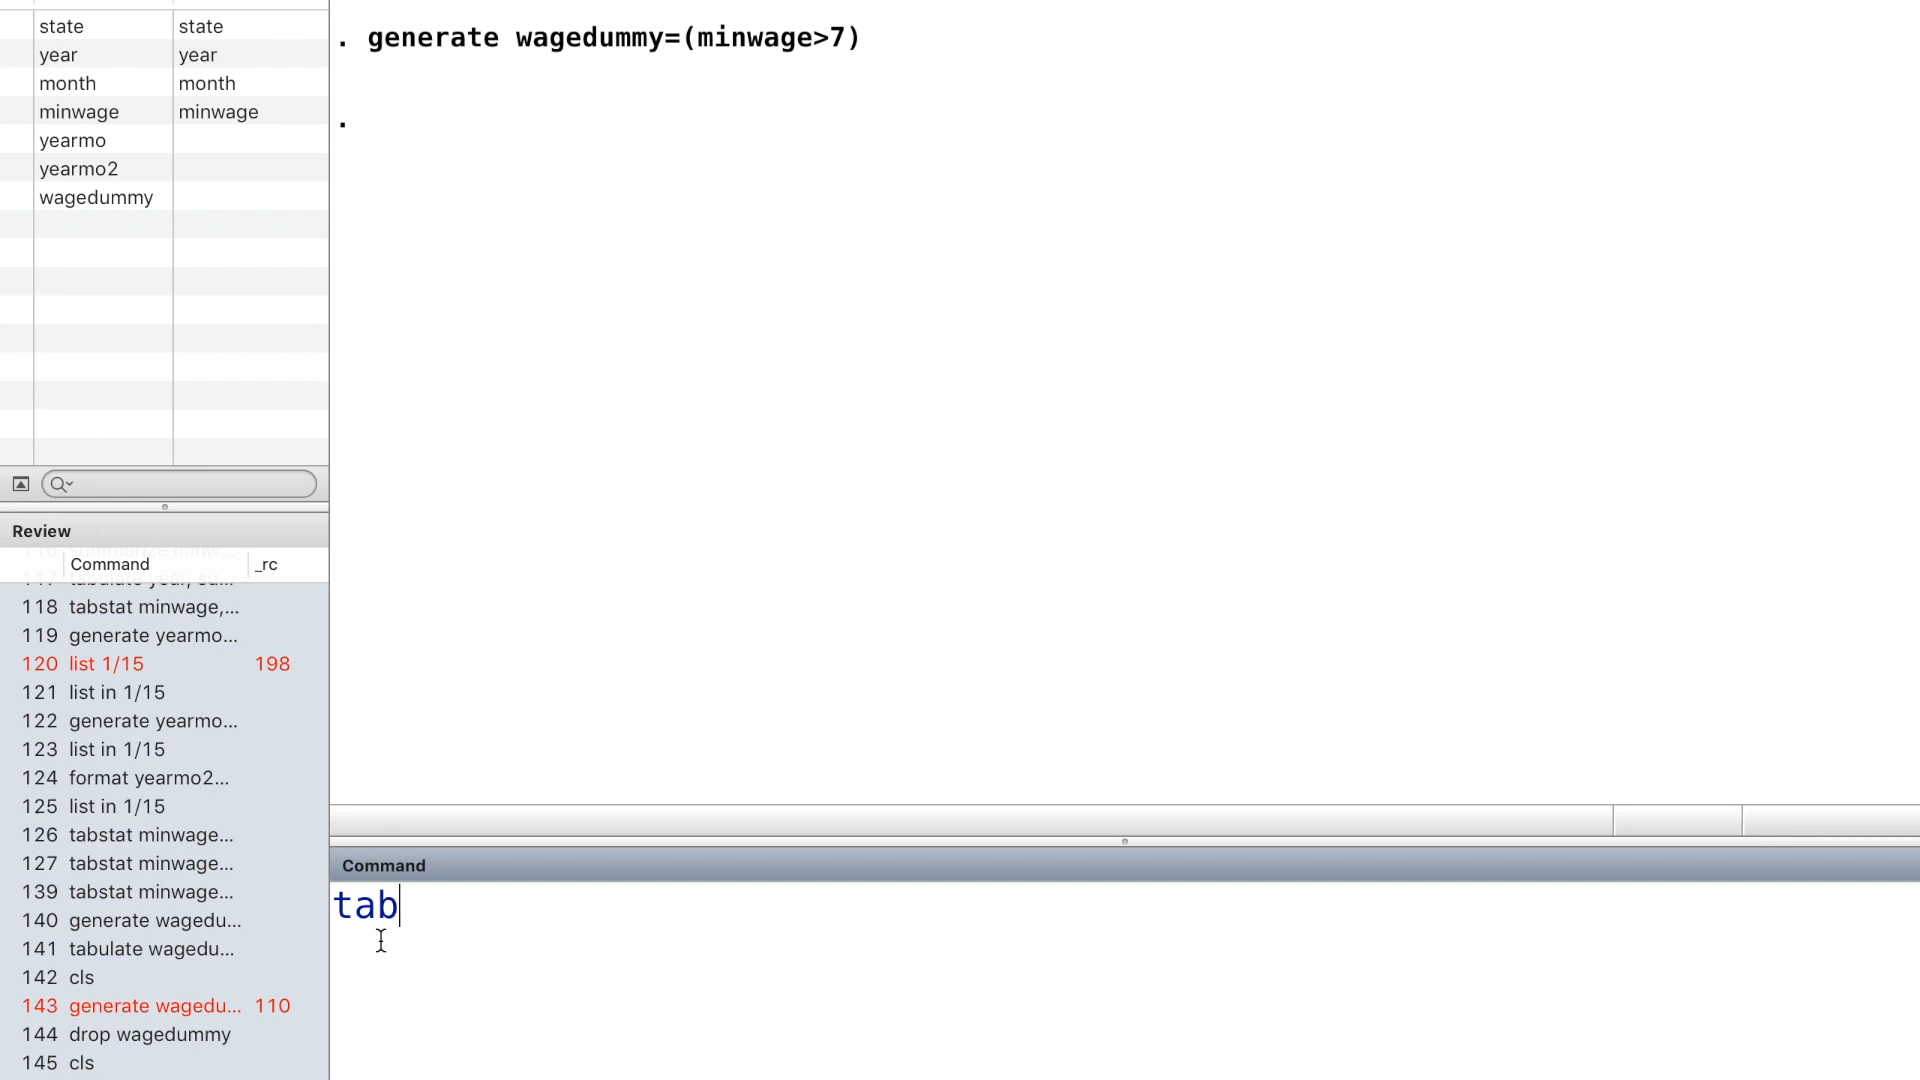 state state
year year
month month
minwage minwage
yearmo
yearmo2
wagedummy
. generate wagedummy=(minwage>7)
.
Review
Command _rc
118 tabstat minwage,...
119 generate yearmo...
120 list 1/15 198
121 list in 1/15
122 generate yearmo...
123 list in 1/15
124 format yearmo2...
125 list in 1/15
126 tabstat minwage...
127 tabstat minwage...
139 tabstat minwage...
140 generate wagedu...
141 tabulate wagedu...
142 cls
143 generate wagedu... 110
144 drop wagedummy
145 cls
Command
tab